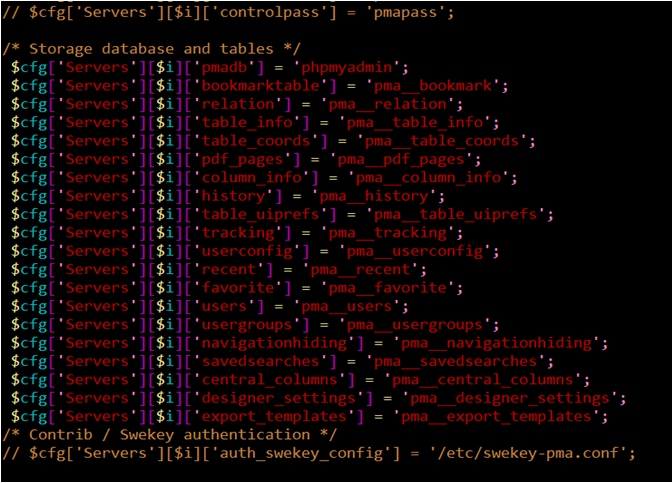 // $cfg['Servers'][$i]['controlpass'] = 'pmapass';
/* Storage database and tables */
$cfg['Servers'][$i]['pmadb'] = 'phpmyadmin';
$cfg['Servers'][$i]['bookmarktable'] = 'pma__bookmark';
$cfg['Servers'][$i]['relation'] = 'pma__relation';
$cfg['Servers'][$i]['table_info'] = 'pma__table_info';
$cfg['Servers'][$i]['table_coords'] = 'pma__table_coords';
$cfg['Servers'][$i]['pdf_pages'] = 'pma__pdf_pages';
$cfg['Servers'][$i]['column_info'] = 'pma__column_info';
$cfg['Servers'][$i]['history'] = 'pma__history';
$cfg['Servers'][$i]['table_uiprefs'] = 'pma__table_uiprefs';
$cfg['Servers'][$i]['tracking'] = 'pma__tracking';
$cfg['Servers'][$i]['userconfig'] = 'pma__userconfig';
$cfg['Servers'][$i]['recent'] = 'pma__recent';
$cfg['Servers'][$i]['favorite'] = 'pma__favorite';
$cfg['Servers'][$i]['users'] = 'pma__users';
$cfg['Servers'][$i]['usergroups'] = 'pma__usergroups';
$cfg['Servers'][$i]['navigationhiding'] = 'pma__navigationhiding';
$cfg['Servers'][$i]['savedsearches'] = 'pma__savedsearches';
$cfg['Servers'][$i]['central_columns'] = 'pma__central_columns';
$cfg['Servers'][$i]['designer_settings'] = 'pma__designer_settings';
$cfg['Servers'][$i]['export_templates'] = 'pma__export_templates';
/* Contrib / Swekey authentication */
// $cfg['Servers'][$i]['auth_swekey_config'] = '/etc/swekey-pma.conf';